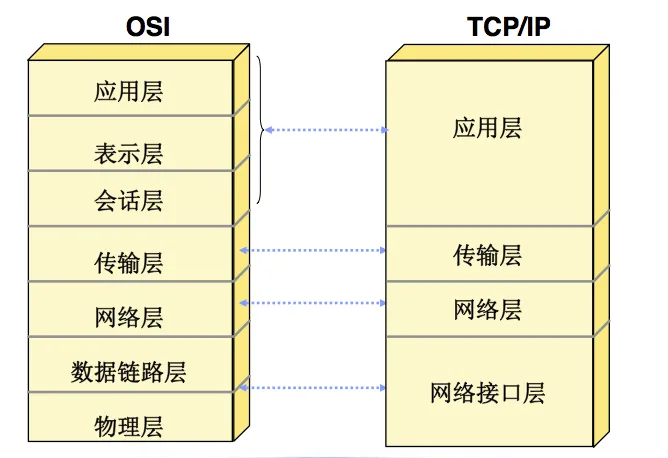 OSI
应用层
表示层
会话层
传输层
网络层
数据链路层
物理层
TCP/IP
应用层
传输层
网络层
网络接口层